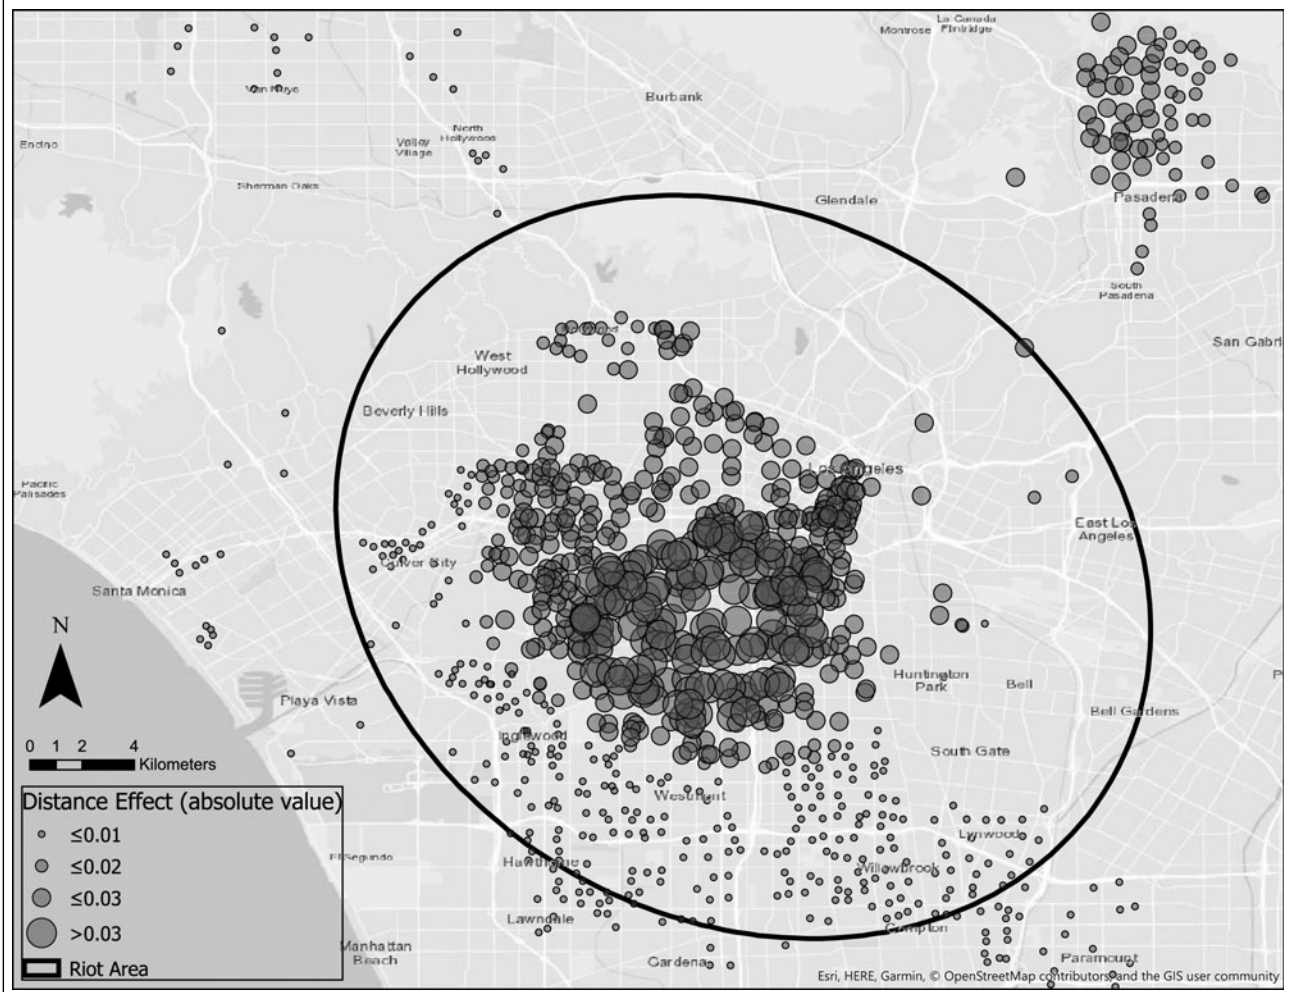 La Canada
Flintridge
Montrose
Van Nuys
Burbank
North
Hollywood
Valley
Village
Encino
Sherman Oaks
Glendale
Pasadena
South
Pasadena
San Gabri
West
Hollywood
Beverly Hills
Los Angeles
Pacific
Palisades
East Los
Angeles
Culver City
Santa Monica
N
Huntington
Park
Bell
Playa Vista
Bell Gardens
Inglewood
South Gate
0 1 2 4
Kilometers
Westmont
Distance Effect (absolute value)
≤0.01
≤0.02
≤0.03
>0.03
Riot Area
Lynwood
El Segundo
Hawthorne
Willowbrook
Lawndale
Compton
Manhattan
Beach
Gardena
Paramount
Esri, HERE, Garmin, © OpenStreetMap contributors, and the GIS user community